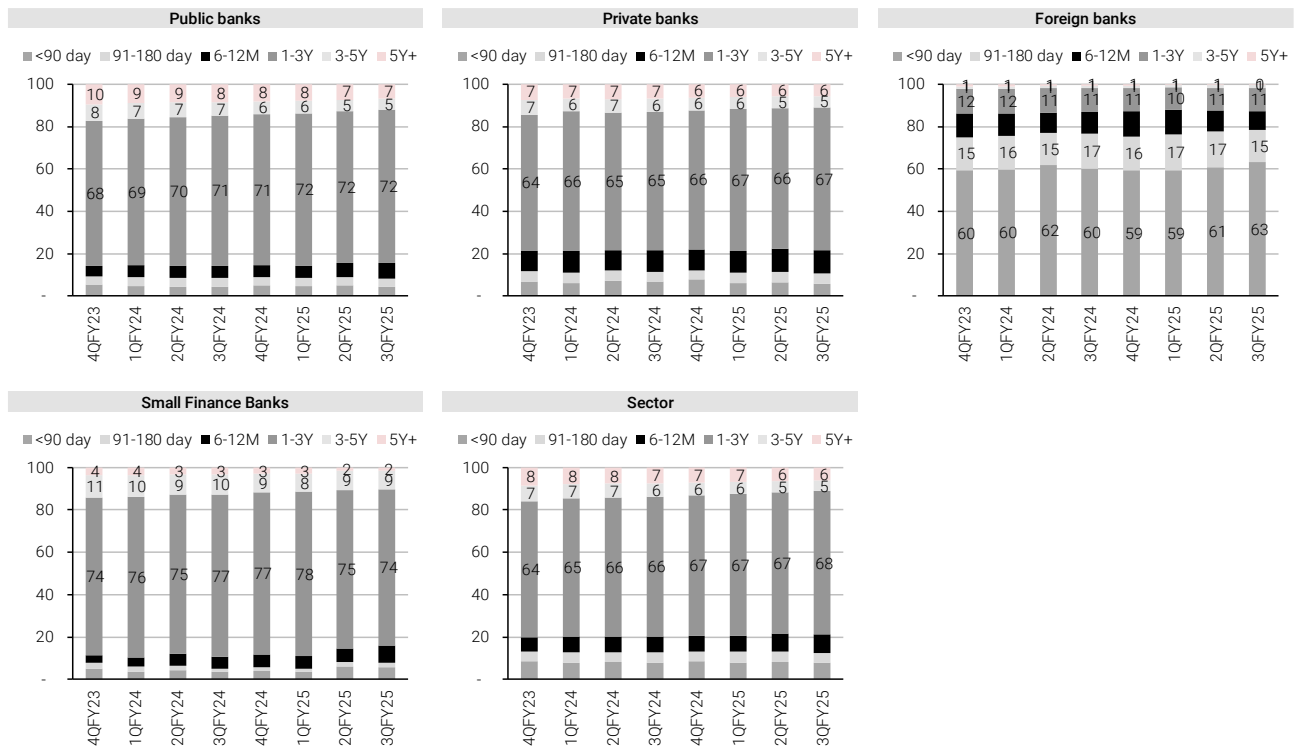 Public banks
<90 day 91-180 day 6-12M 1-3Y 3-5Y 5Y+
100
80
60
40
20
-
10 9 9 8 8 8 7 7
8 7 7 7 6 6 5 5
68 69 70 71 71 72 72 72
4QFY23 1QFY24 2QFY24 3QFY24 4QFY24 1QFY25 2QFY25 3QFY25
Private banks
<90 day 91-180 day 6-12M 1-3Y 3-5Y 5Y+
100
80
60
40
20
-
7 7 7 7 6 6 6 6
7 6 7 7 6 6 5 5
64 66 65 65 66 67 66 67
4QFY23 1QFY24 2QFY24 3QFY24 4QFY24 1QFY25 2QFY25 3QFY25
Foreign banks
<90 day 91-180 day 6-12M 1-3Y 3-5Y 5Y+
100
80
60
40
20
-
1 1 1 1 1 1 1 0
12 12 11 11 11 10 11 11
15 16 15 17 16 17 17 15
60 60 62 60 59 59 61 63
4QFY23 1QFY24 2QFY24 3QFY24 4QFY24 1QFY25 2QFY25 3QFY25
Small Finance Banks
<90 day 91-180 day 6-12M 1-3Y 3-5Y 5Y+
100
80
60
40
20
-
4 4 3 3 3 3 2 2
11 10 9 10 9 8 9 9
74 76 75 77 77 78 75 74
4QFY23 1QFY24 2QFY24 3QFY24 4QFY24 1QFY25 2QFY25 3QFY25
Sector
<90 day 91-180 day 6-12M 1-3Y 3-5Y 5Y+
100
80
60
40
20
-
8 8 8 7 7 7 6 6
7 7 7 6 6 6 5 5
64 65 66 66 67 67 67 68
4QFY23 1QFY24 2QFY24 3QFY24 4QFY24 1QFY25 2QFY25 3QFY25